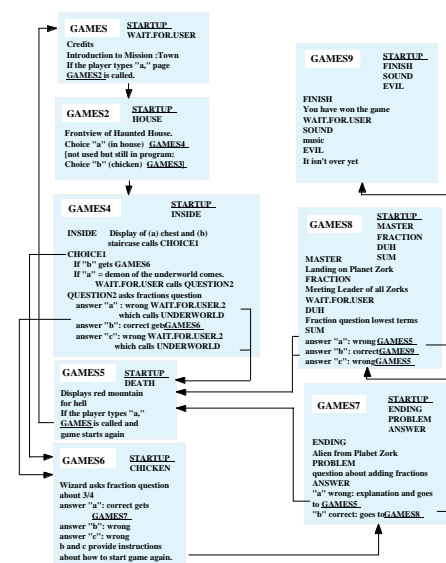 GAMES STARTUP
WAIT.FOR.USER
Credits
Introduction to Mission :Town
If the player types "a," page
GAMES2 is called.
GAMES2 STARTUP
HOUSE
Frontview of Haunted House.
Choice "a" (in house) GAMES4
[not used but still in program:
Choice "b" (chicken) GAMES3]
GAMES4 STARTUP
INSIDE
INSIDE Display of (a) chest and (b)
staircase calls CHOICE1
CHOICE1
If "b" gets GAMES6
If "a" = demon of the underworld comes.
WAIT.FOR.USER calls QUESTION2
QUESTION2 asks fractions question
answer "a" : wrong WAIT.FOR.USER.2
which calls UNDERWORLD
answer "b": correct gets GAMES6
answer "c": wrong WAIT.FOR.USER.2
which calls UNDERWORLD
GAMES5 STARTUP
DEATH
Displays red mountain
for hell
If the player types "a,"
GAMES is called and
game starts again
GAMES6 STARTUP
CHICKEN
Wizard asks fraction question
about 3/4
answer "a": correct gets
GAMES7
answer "b": wrong
answer "c": wrong
b and c provide instructions
about how to start game again.
GAMES9 STARTUP
FINISH
SOUND
EVIL
FINISH
You have won the game
WAIT.FOR.USER
SOUND
music
EVIL
It isn't over yet
GAMES8 STARTUP
MASTER
FRACTION
DUH
SUM
MASTER
Landing on Planet Zork
FRACTION
Meeting Leader of all Zorks
WAIT.FOR.USER
DUH
Fraction question lowest terms
SUM
answer "a": wrong GAMES5
answer "b": correct GAMES9
answer "c": wrong GAMES5
GAMES7 STARTUP
ENDING
PROBLEM
ANSWER
ENDING
Alien from Plabet Zork
PROBLEM
question about adding fractions
ANSWER
"a" wrong: explanation and goes
to GAMES5
"b" correct: goes to GAMES8